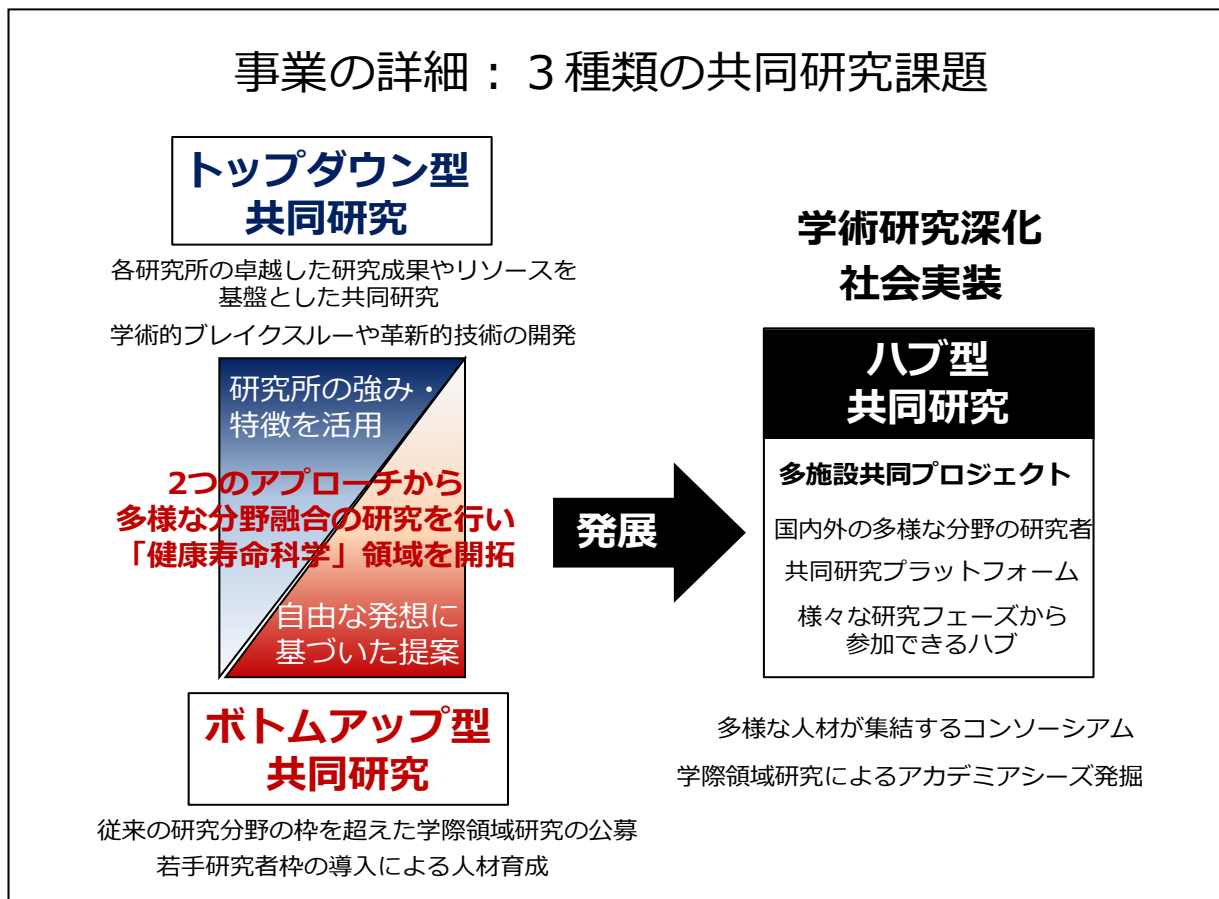 事業の詳細：３種類の共同研究課題
トップダウン型
共同研究
各研究所の卓越した研究成果やリソースを
基盤とした共同研究
学術的ブレイクスルーや革新的技術の開発
研究所の強み・
特徴を活用
2つのアプローチから
多様な分野融合の研究を行い
「健康寿命科学」領域を開拓
自由な発想に
基づいた提案
ボトムアップ型
共同研究
従来の研究分野の枠を超えた学際領域研究の公募
若手研究者枠の導入による人材育成
発展
学術研究深化
社会実装
ハブ型
共同研究
多施設共同プロジェクト
国内外の多様な分野の研究者
共同研究プラットフォーム
様々な研究フェーズから
参加できるハブ
多様な人材が集結するコンソーシアム
学際領域研究によるアカデミアシーズ発掘